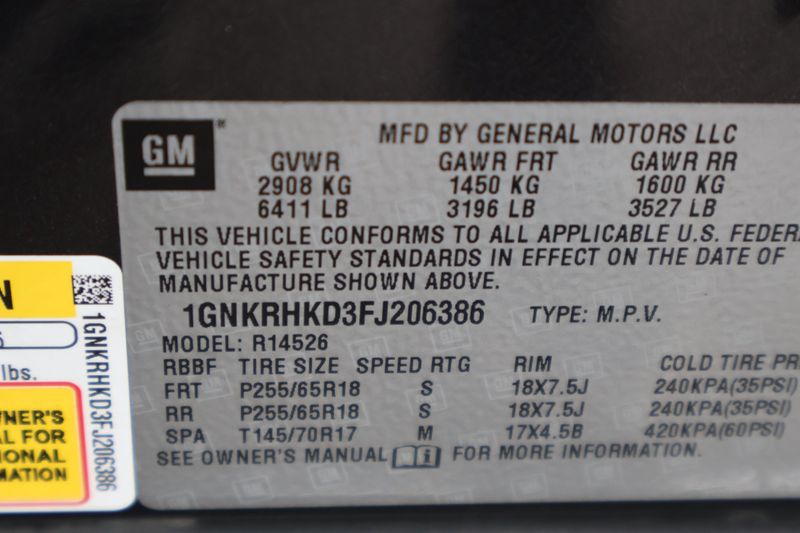 GM
MFD BY GENERAL MOTORS LLC
GVWR GAWR FRT GAWR RR
2908 KG 1450 KG 1600 KG
6411 LB 3196 LB 3527 LB
THIS VEHICLE CONFORMS TO ALL APPLICABLE U.S. FEDERA
VEHICLE SAFETY STANDARDS IN EFFECT ON THE DATE OF
MANUFACTURE SHOWN ABOVE.
1GNKRHKD3FJ206386 TYPE: M.P.V.
MODEL: R14526
RBBF TIRE SIZE SPEED RTG RIM COLD TIRE PR
FRT P255/65R18 S 18X7.5J 240KPA(35PSI)
RR P255/65R18 S 18X7.5J 240KPA(35PSI)
SPA T145/70R17 M 17X4.5B 420KPA(60PSI)
SEE OWNER'S MANUAL FOR MORE INFORMATION.
N
lbs.
WNER'S
AL FOR
IONAL
MATION
1GNKRHKD3FJ206386